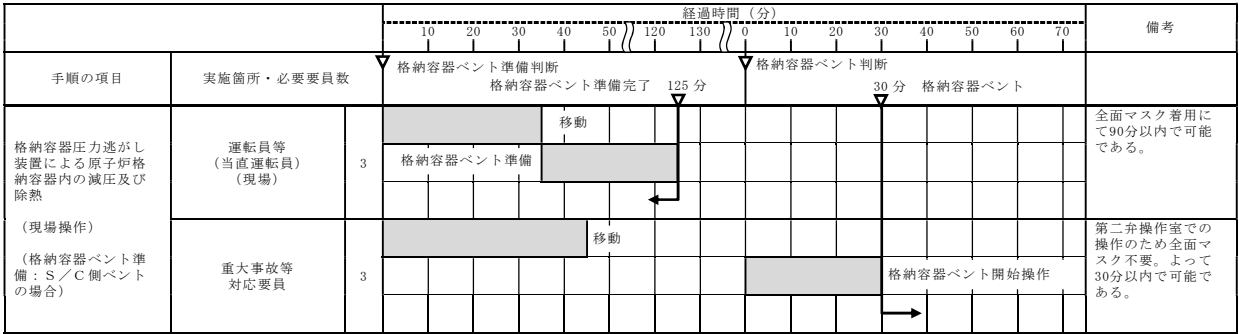 経過時間（分）
備考
10 20 30 40 50 120 130 0 10 20 30 40 50 60 70
手順の項目
実施箇所・必要要員数
格納容器ベント準備判断
格納容器ベント判断
格納容器ベント準備完了 125 分
30 分 格納容器ベント
格納容器圧力逃がし
装置による原子炉格
納容器内の減圧及び
除熱
（現場操作）
（格納容器ベント準
備：Ｓ／Ｃ側ベント
の場合）
運転員等
（当直運転員）
（現場）
3
移動
格納容器ベント準備
全面マスク着用に
て90分以内で可能
である。
重大事故等
対応要員
3
移動
格納容器ベント開始操作
第二弁操作室での
操作のため全面マ
スク不要。よって
30分以内で可能で
ある。